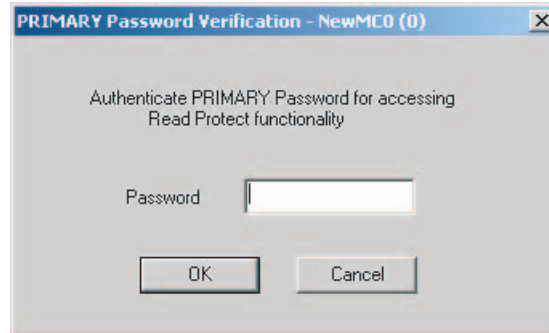 PRIMARY Password Verification - NewMC0 (0)
Authenticate PRIMARY Password for accessing
Read Protect functionality
Password
OK
Cancel